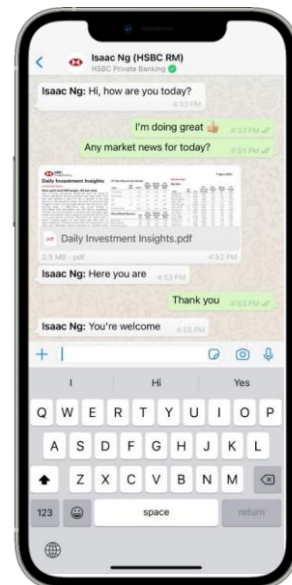 Isaac Ng (HSBC RM)
HSBC Private Banking
Isaac Ng: Hi, how are you today?
4:33 PM
I'm doing great 👍
4:33 PM
Any market news for today?
4:51 PM
Daily Investment Insights
Daily Investment Insights.pdf
2.9 MB · pdf
4:52 PM
Isaac Ng: Here you are
4:53 PM
Thank you
4:53 PM
Isaac Ng: You're welcome
4:55 PM
I Hi Yes
Q W E R T Y U I O P
A S D F G H J K L
Z X C V B N M
123 space return